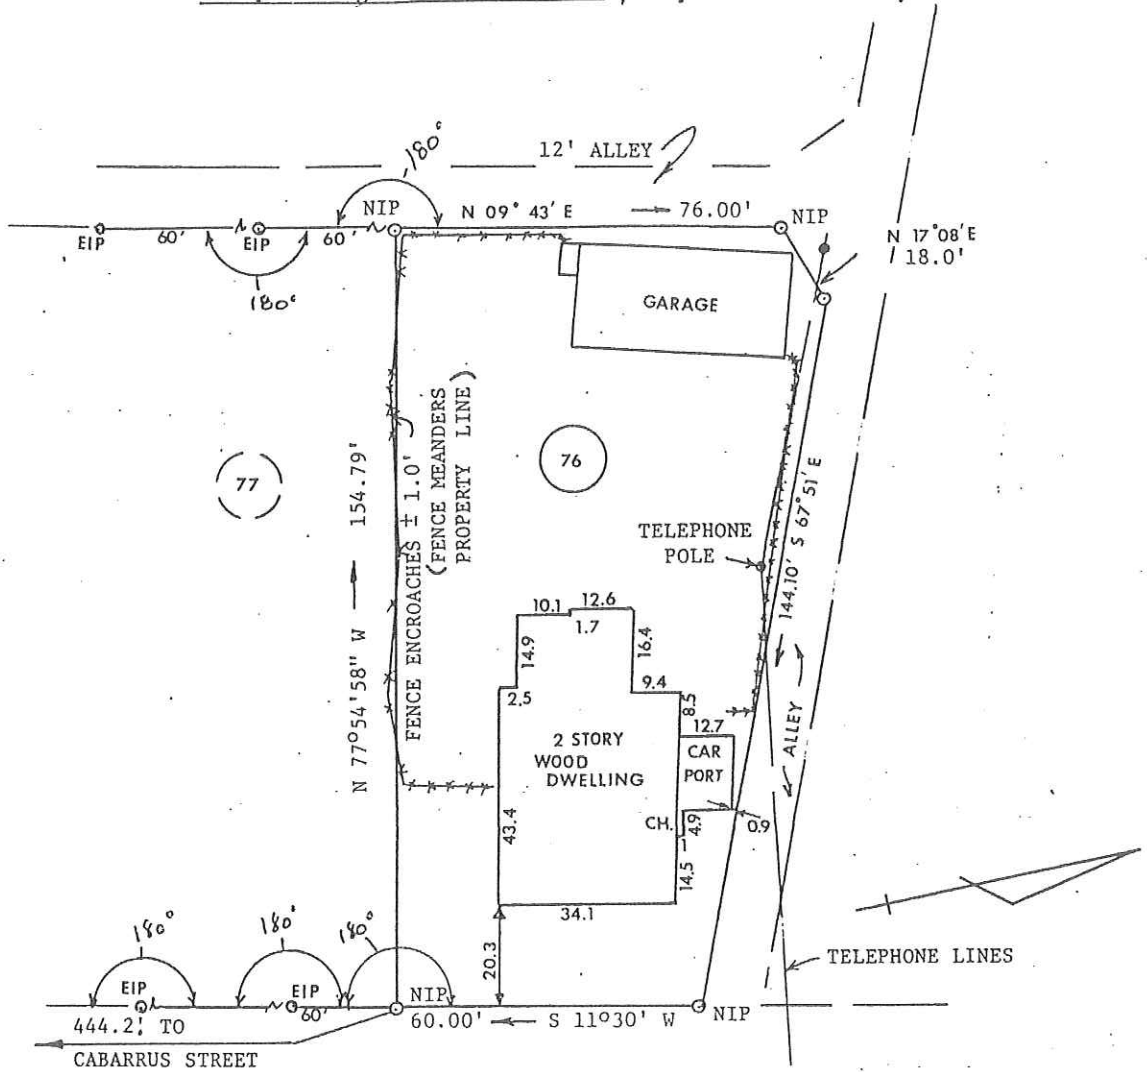 180°
12' ALLEY
NIP
N 09° 43' E
76.00'
NIP
N 17°08'E
18.0'
EIP
60'
EIP
60'
180°
GARAGE
77
76
N 77°54'58" W
154.79'
FENCE ENCROACHES ± 1.0'
(FENCE MEANDERS
PROPERTY LINE)
TELEPHONE
POLE
144.10' S 67°51' E
ALLEY
10.1
12.6
1.7
14.9
16.4
2.5
9.4
8.5
12.7
2 STORY
WOOD
DWELLING
CAR
PORT
CH.
4.9
0.9
43.4
14.5
34.1
20.3
TELEPHONE LINES
180°
180°
180°
EIP
EIP
60'
NIP
60.00'
S 11°30' W
NIP
444.2' TO
CABARRUS STREET